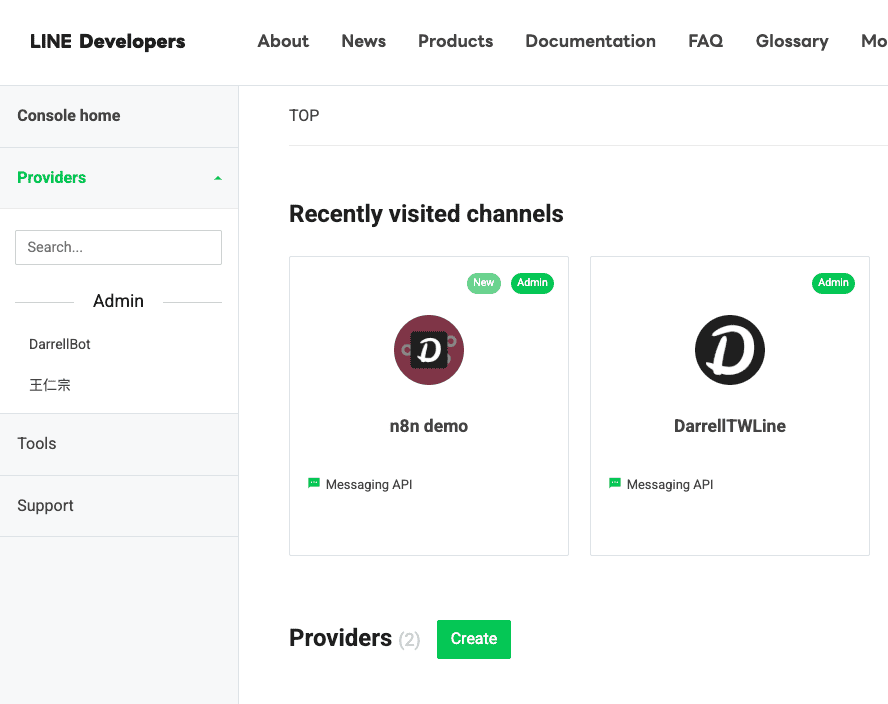 LINE Developers
About News Products Documentation FAQ Glossary Mo
Console home
Providers
Search...
Admin
DarrellBot
王仁宗
Tools
Support
TOP
Recently visited channels
New Admin
D
n8n demo
Messaging API
Admin
D
DarrellTWLine
Messaging API
Providers (2) Create